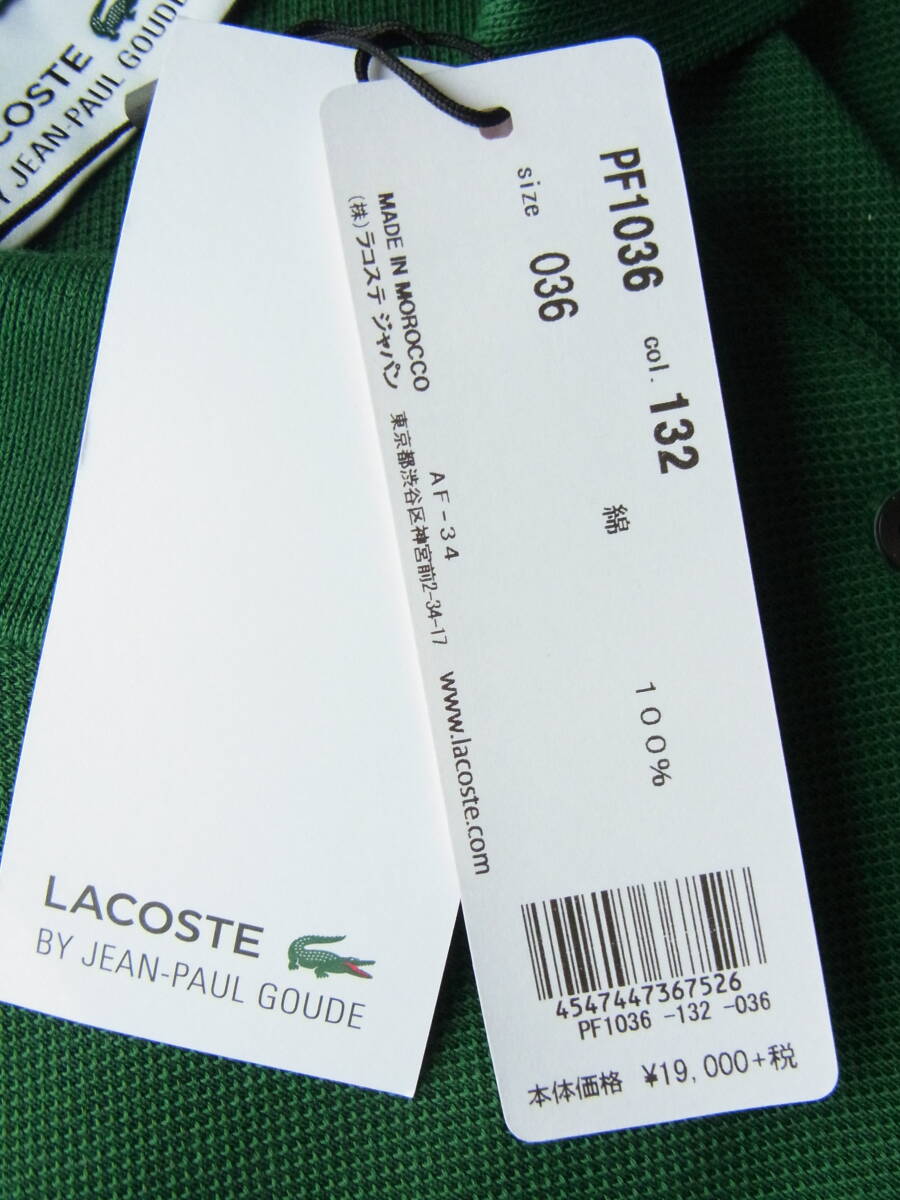 COSTE
Y JEAN-PAUL GOUDE
LACOSTE
BY JEAN-PAUL GOUDE
PF1036 col. 132
size 036
綿 100%
MADE IN MOROCCO AF-34
(株)ラコステ ジャパン 東京都渋谷区神宮前2-34-17 www.lacoste.com
4547447367526
PF1036 -132 -036
本体価格 ¥19,000+税